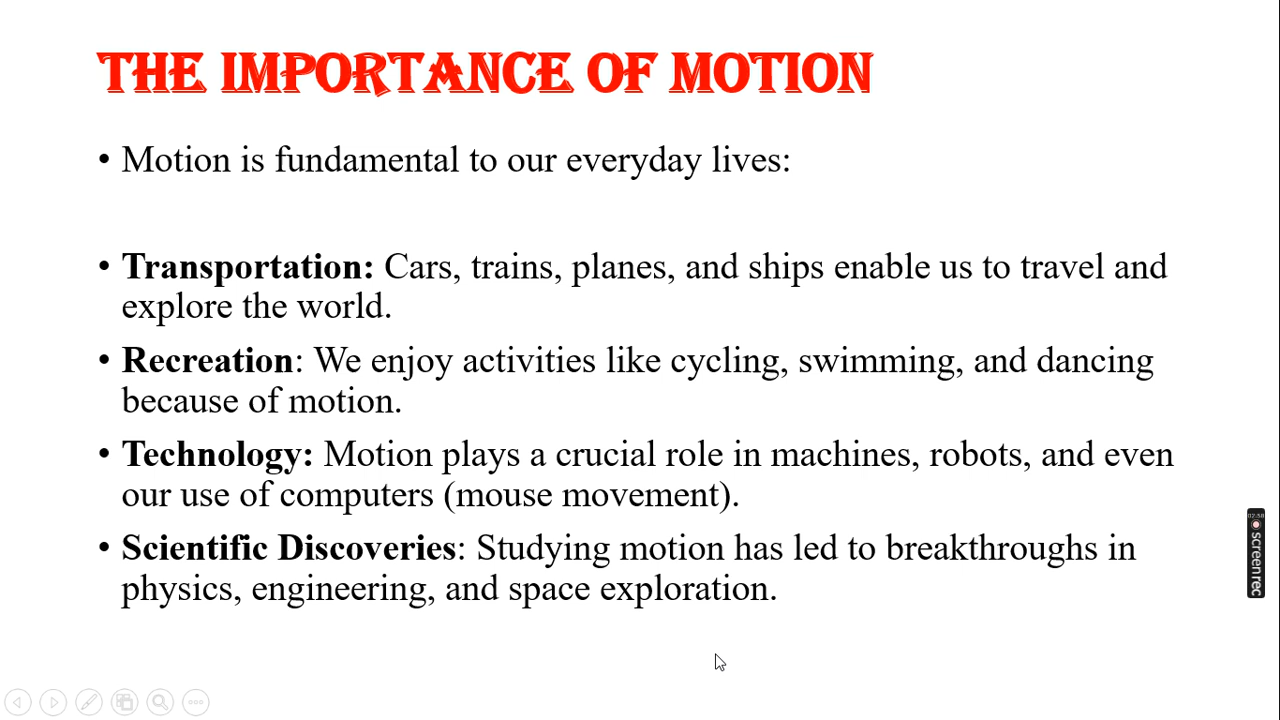 THE IMPORTANCE OF MOTION
• Motion is fundamental to our everyday lives:
• Transportation: Cars, trains, planes, and ships enable us to travel and
explore the world.
• Recreation: We enjoy activities like cycling, swimming, and dancing
because of motion.
• Technology: Motion plays a crucial role in machines, robots, and even
our use of computers (mouse movement).
• Scientific Discoveries: Studying motion has led to breakthroughs in
physics, engineering, and space exploration.
screenrec